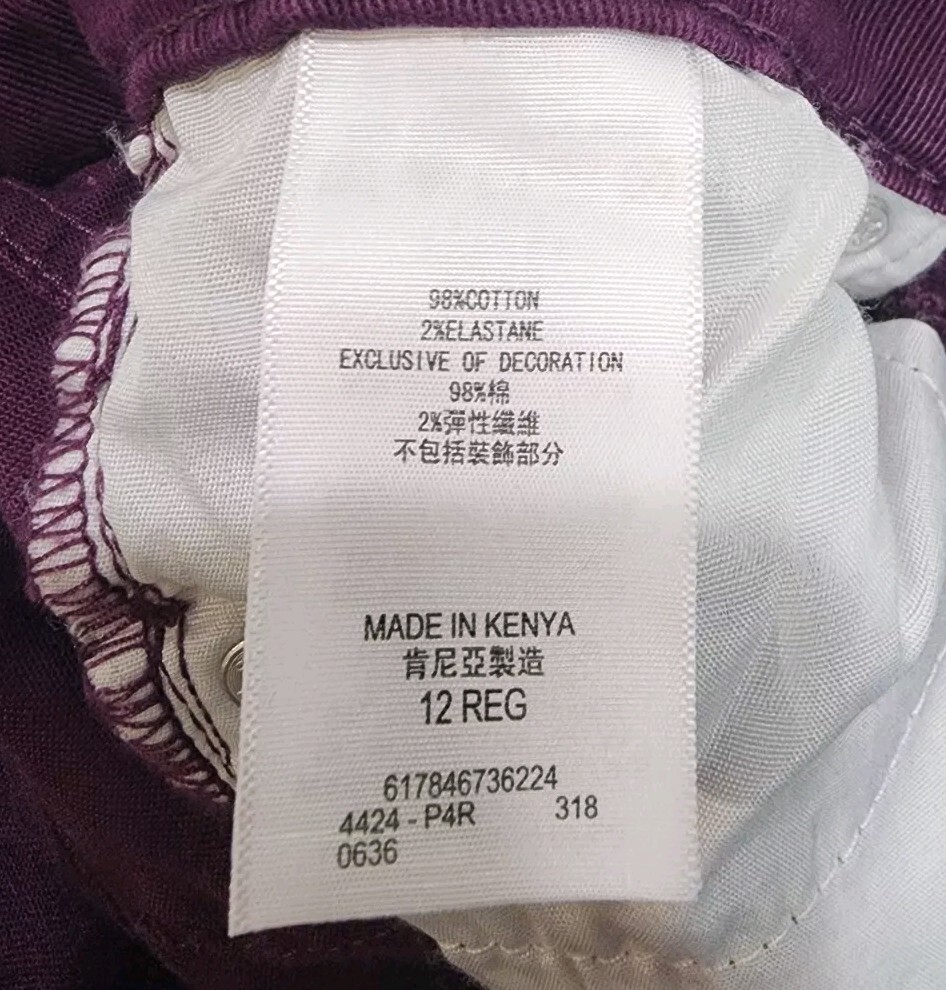 98%COTTON
2%ELASTANE
EXCLUSIVE OF DECORATION
98%棉
2%彈性纖維
不包括裝飾部分
MADE IN KENYA
肯尼亞製造
12 REG
617846736224
4424 - P4R 318
0636